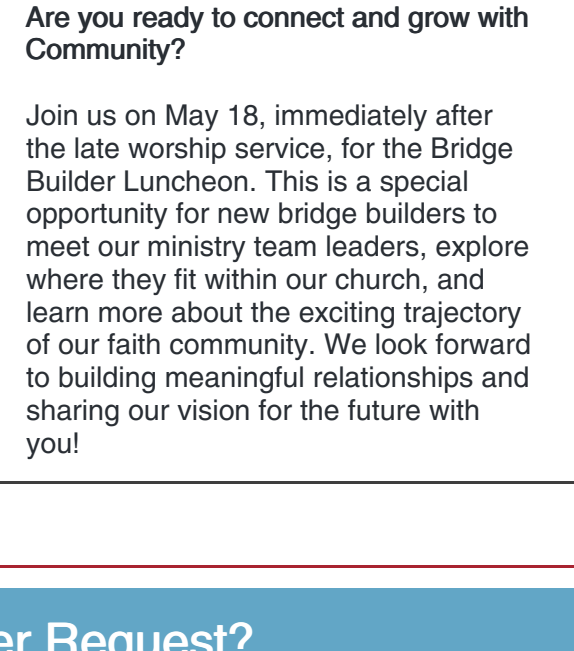 Are you ready to connect and grow with
Community?
Join us on May 18, immediately after
the late worship service, for the Bridge
Builder Luncheon. This is a special
opportunity for new bridge builders to
meet our ministry team leaders, explore
where they fit within our church, and
learn more about the exciting trajectory
of our faith community. We look forward
to building meaningful relationships and
sharing our vision for the future with
you!
Request?